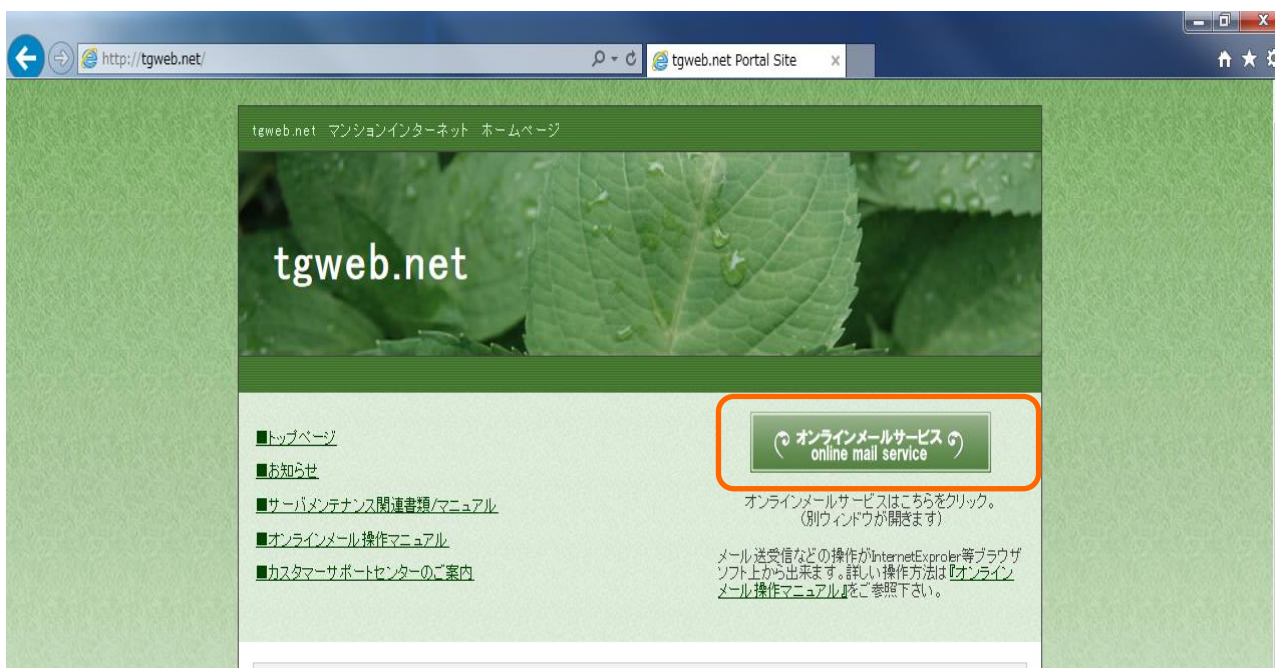 http://tgweb.net/
tgweb.net Portal Site
tgweb.net マンションインターネット ホームページ
tgweb.net
■トップページ
■お知らせ
■サーバメンテナンス関連書類/マニュアル
■オンラインメール操作マニュアル
■カスタマーサポートセンターのご案内
オンラインメールサービス
online mail service
オンラインメールサービスはこちらをクリック。
(別ウィンドウが開きます)
メール送受信などの操作がInternetExproler等ブラウザ
ソフト上から出来ます。詳しい操作方法は『オンライン
メール操作マニュアル』をご参照下さい。